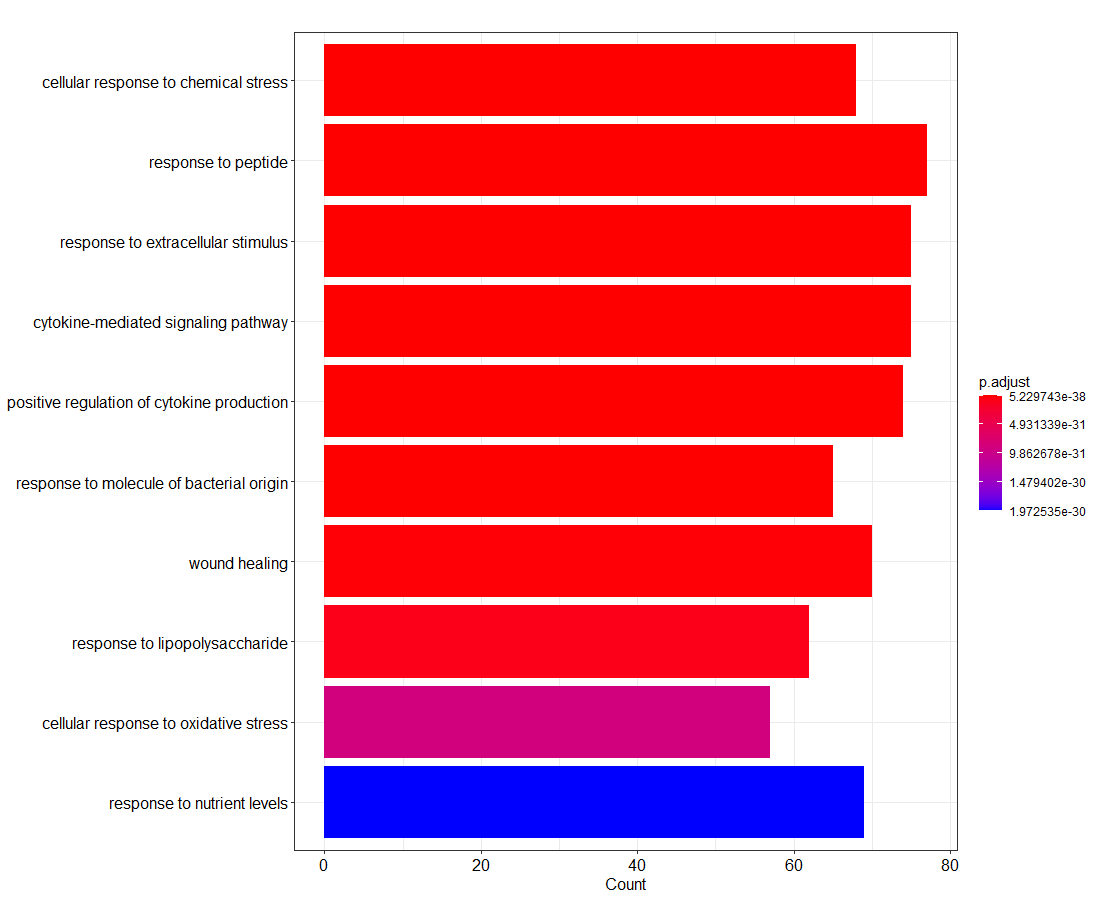 cellular response to chemical stress
response to peptide
response to extracellular stimulus
cytokine-mediated signaling pathway
positive regulation of cytokine production
response to molecule of bacterial origin
wound healing
response to lipopolysaccharide
cellular response to oxidative stress
response to nutrient levels
0 20 40 60 80
Count
p.adjust
5.229743e-38
4.931339e-31
9.862678e-31
1.479402e-30
1.972535e-30